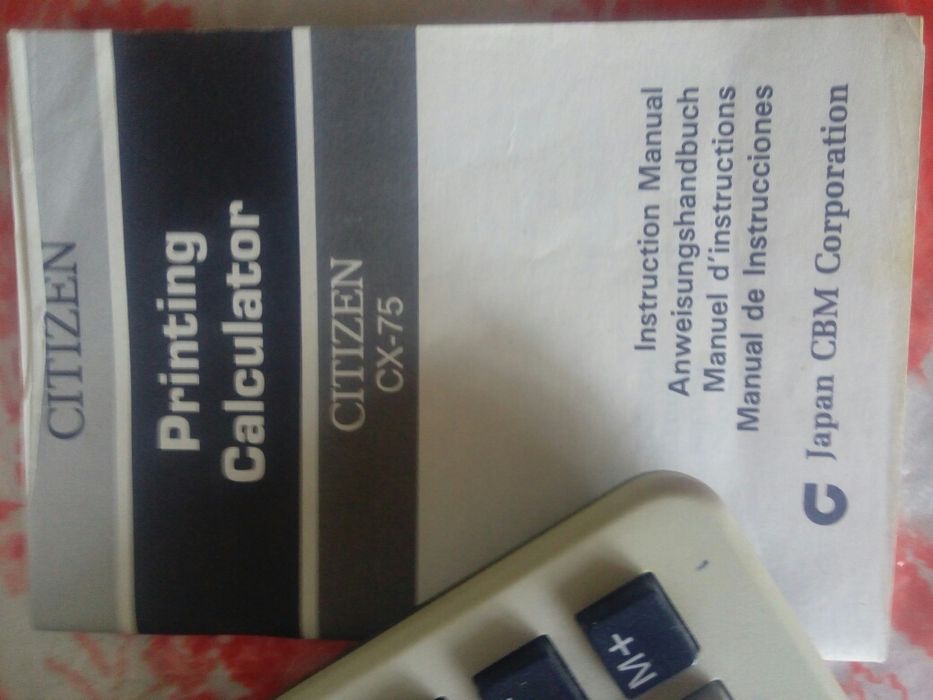 CITIZEN
Printing
Calculator
CITIZEN
CX-75
Instruction Manual
Anweisungshandbuch
Manuel d'instructions
Manual de Instrucciones
Japan CBM Corporation
M+